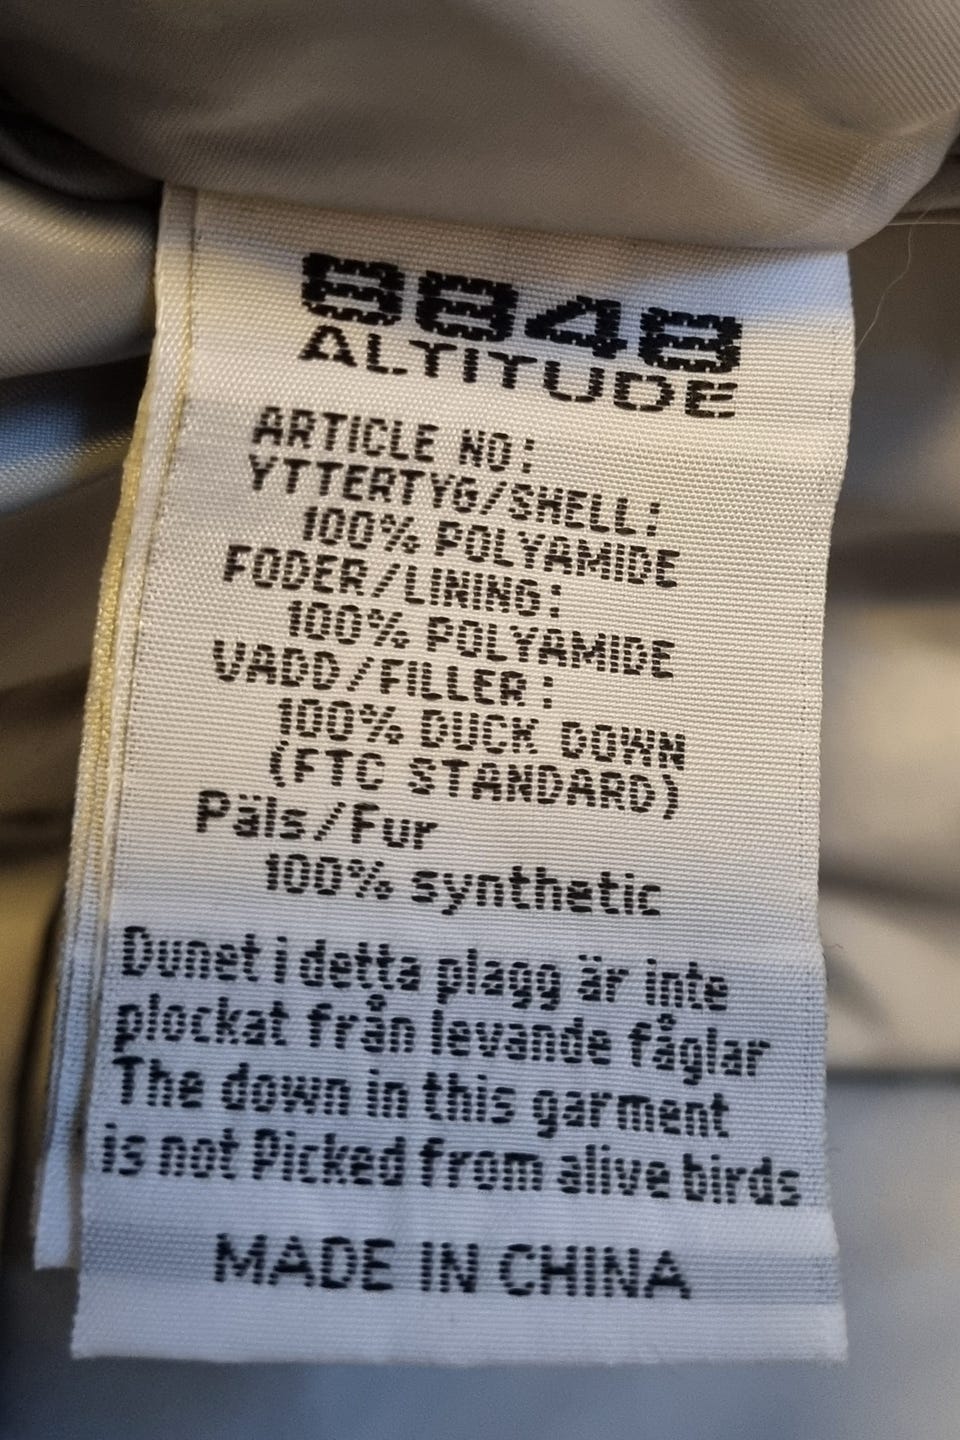 8848
ALTITUDE
ARTICLE NO:
YTTERTYG/SHELL:
100% POLYAMIDE
FODER/LINING:
100% POLYAMIDE
VADD/FILLER:
100% DUCK DOWN
(FTC STANDARD)
Päls/Fur
100% synthetic
Dunet i detta plagg är inte
plockat från levande fåglar
The down in this garment
is not Picked from alive birds
MADE IN CHINA